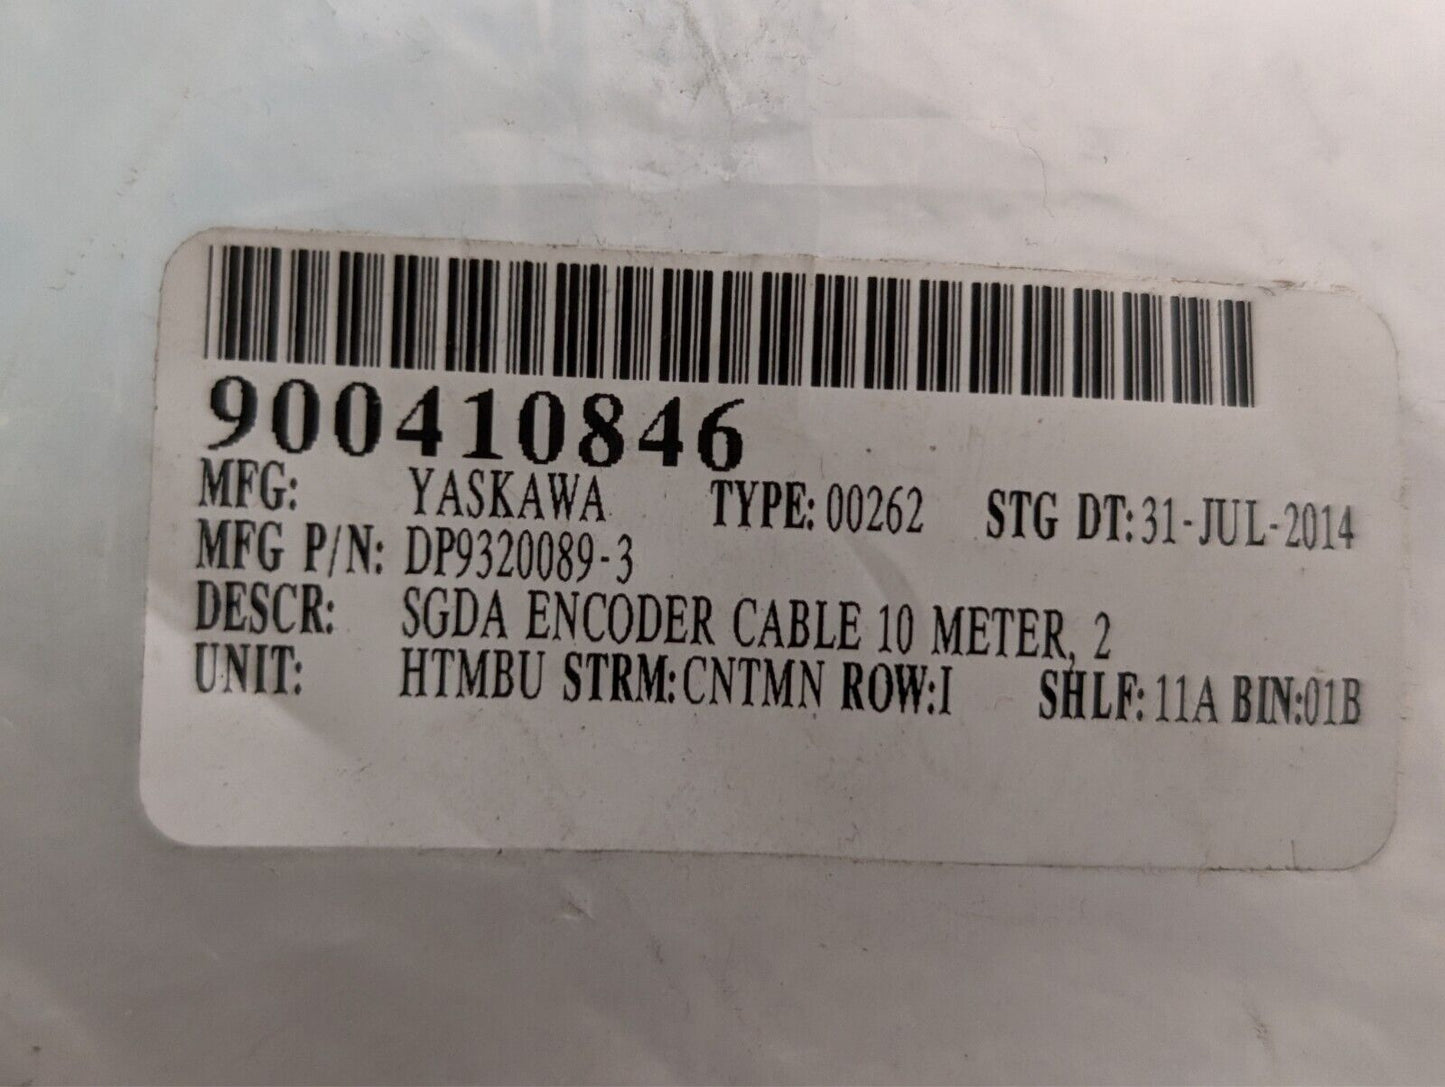 900410846
MFG: YASKAWA TYPE: 00262 STG DT: 31-JUL-2014
MFG P/N: DP9320089-3
DESCR: SGDA ENCODER CABLE 10 METER, 2
UNIT: HTMBU STRM:CNTMN ROW:I SHLF: 11A BIN:01B